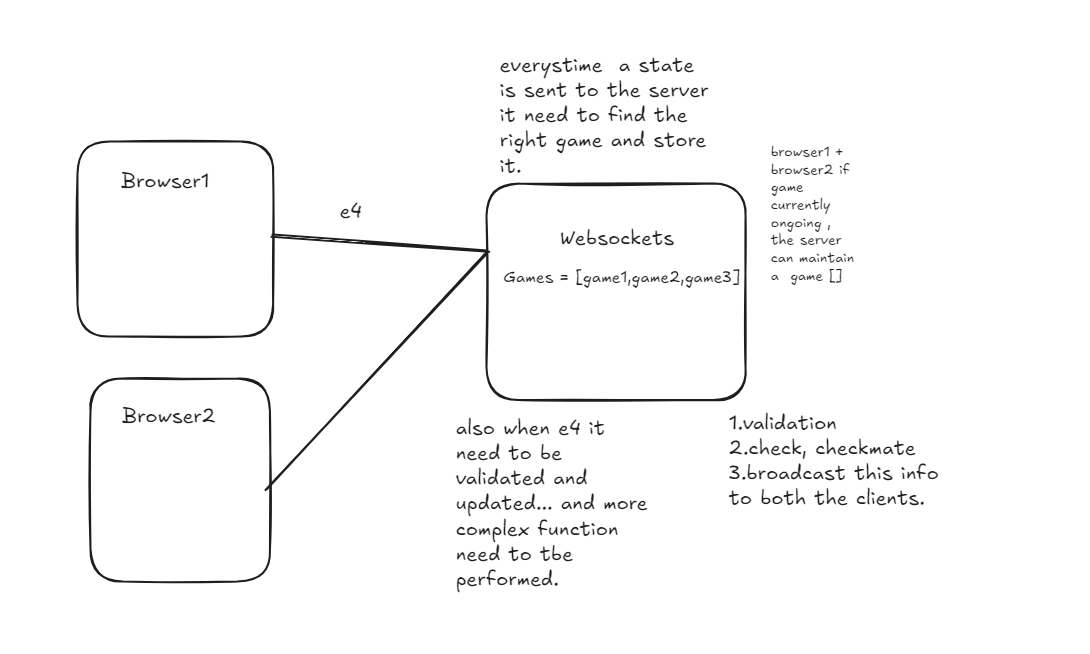 everystime a state
is sent to the server
it need to find the
right game and store
it.
browser1 +
browser2 if
game
currently
ongoing ,
the server
can maintain
a game []
Browser1
e4
Websockets
Games = [game1,game2,game3]
Browser2
also when e4 it
need to be
validated and
updated... and more
complex function
need to tbe
performed.
1.validation
2.check, checkmate
3.broadcast this info
to both the clients.